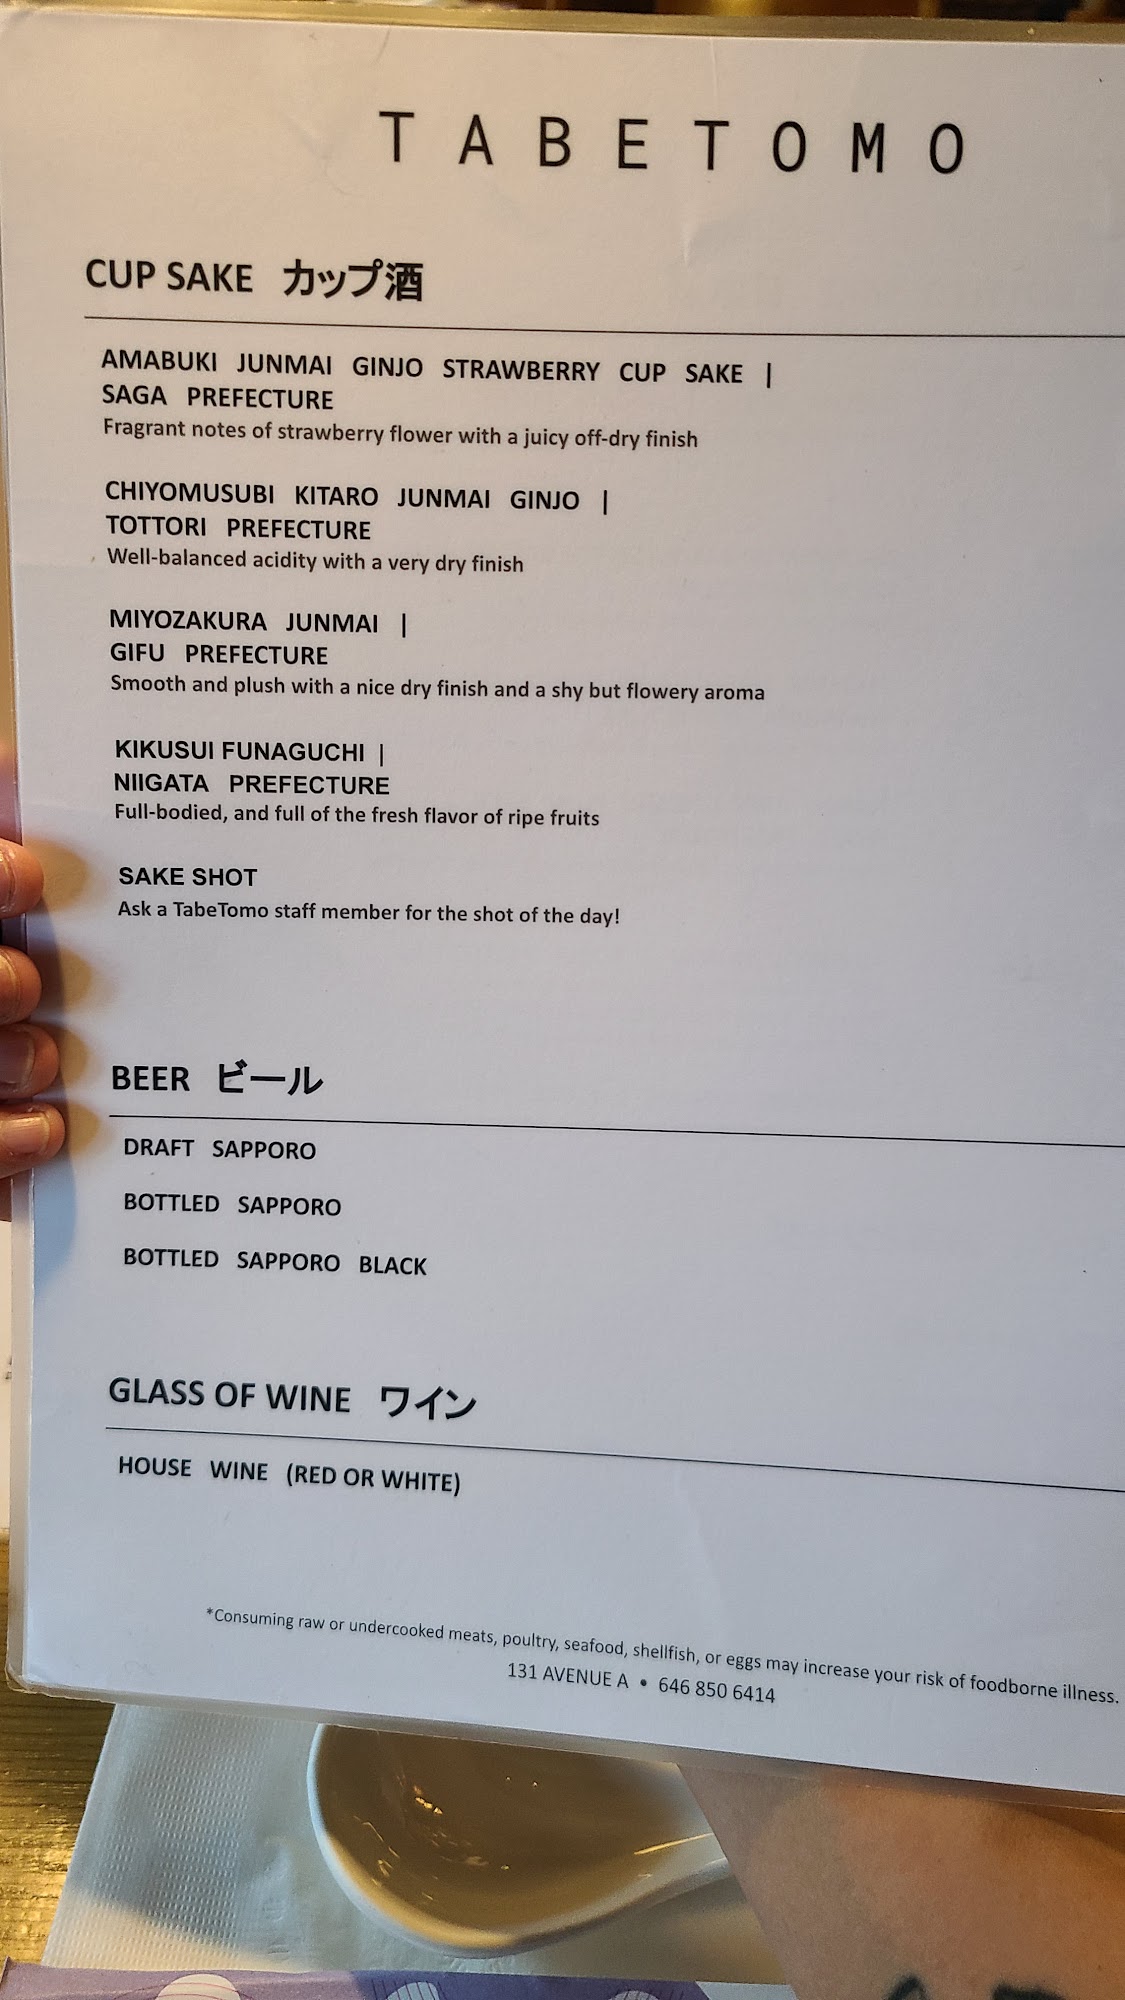 TABETOMO
CUP SAKE カップ酒
AMABUKI JUNMAI GINJO STRAWBERRY CUP SAKE |
SAGA PREFECTURE
Fragrant notes of strawberry flower with a juicy off-dry finish
CHIYOMUSUBI KITARO JUNMAI GINJO |
TOTTORI PREFECTURE
Well-balanced acidity with a very dry finish
MIYOZAKURA JUNMAI |
GIFU PREFECTURE
Smooth and plush with a nice dry finish and a shy but flowery aroma
KIKUSUI FUNAGUCHI |
NIIGATA PREFECTURE
Full-bodied, and full of the fresh flavor of ripe fruits
SAKE SHOT
Ask a TabeTomo staff member for the shot of the day!
BEER ビール
DRAFT SAPPORO
BOTTLED SAPPORO
BOTTLED SAPPORO BLACK
GLASS OF WINE ワイン
HOUSE WINE (RED OR WHITE)
*Consuming raw or undercooked meats, poultry, seafood, shellfish, or eggs may increase your risk of foodborne illness.
131 AVENUE A • 646 850 6414